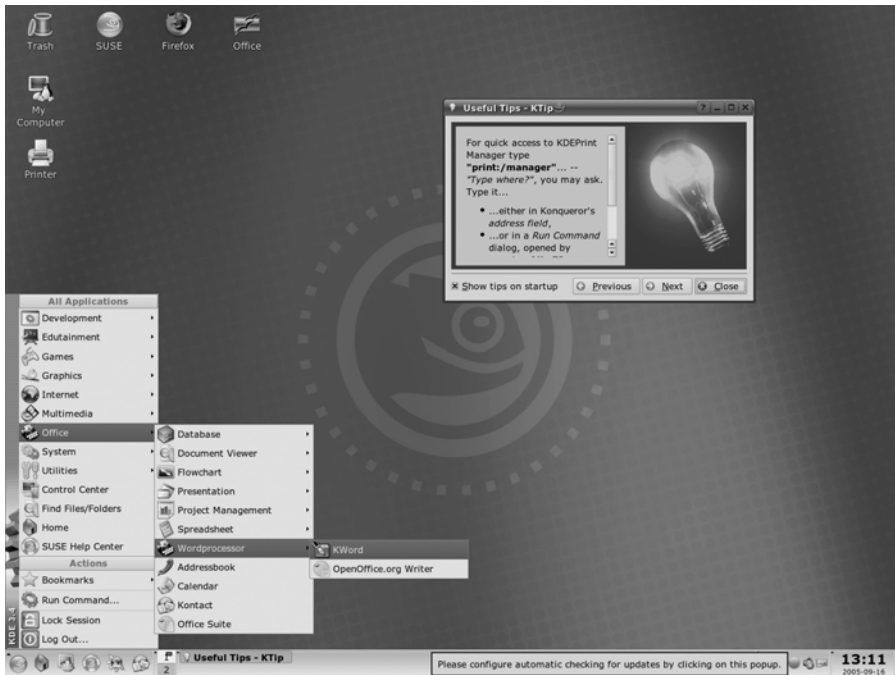 Trash
SUSE
Firefox
Office
My
Computer
Printer
Useful Tips - KTip
For quick access to KDEPrint
Manager type
"print:/manager"... --
"Type where?", you may ask.
Type it...
• ...either in Konqueror's
address field,
• ...or in a Run Command
dialog, opened by
Show tips on startup
Previous
Next
Close
All Applications
Development
Edutainment
Games
Graphics
Internet
Multimedia
Office
System
Utilities
Control Center
Find Files/Folders
Home
SUSE Help Center
Actions
Bookmarks
Run Command...
Lock Session
Log Out...
KDE 3.4
Database
Document Viewer
Flowchart
Presentation
Project Management
Spreadsheet
Wordprocessor
Addressbook
Calendar
Kontact
Office Suite
KWord
OpenOffice.org Writer
2
Useful Tips - KTip
Please configure automatic checking for updates by clicking on this popup.
13:11
2005-09-16